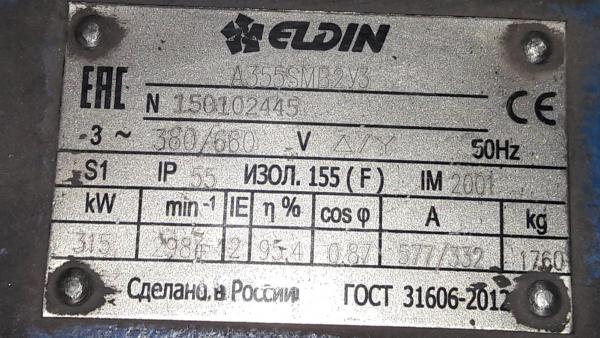 ELDIN
EAC
A355SMB2У3
N 150102445
CE
3 ~ 380/660 V △/Y 50Hz
S1 IP 55 ИЗОЛ. 155 ( F ) IM 2001
kW min⁻¹ IE η % cos φ A kg
315 2 95.4 0.87 577/332 1760
Сделано в России ГОСТ 31606-2012